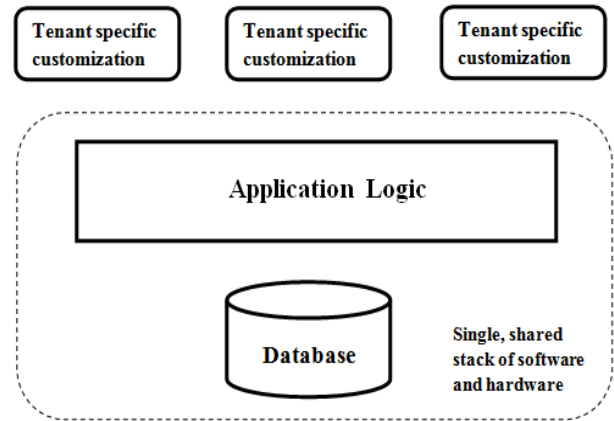 Tenant specific
customization
Tenant specific
customization
Tenant specific
customization
Application Logic
Database
Single, shared
stack of software
and hardware